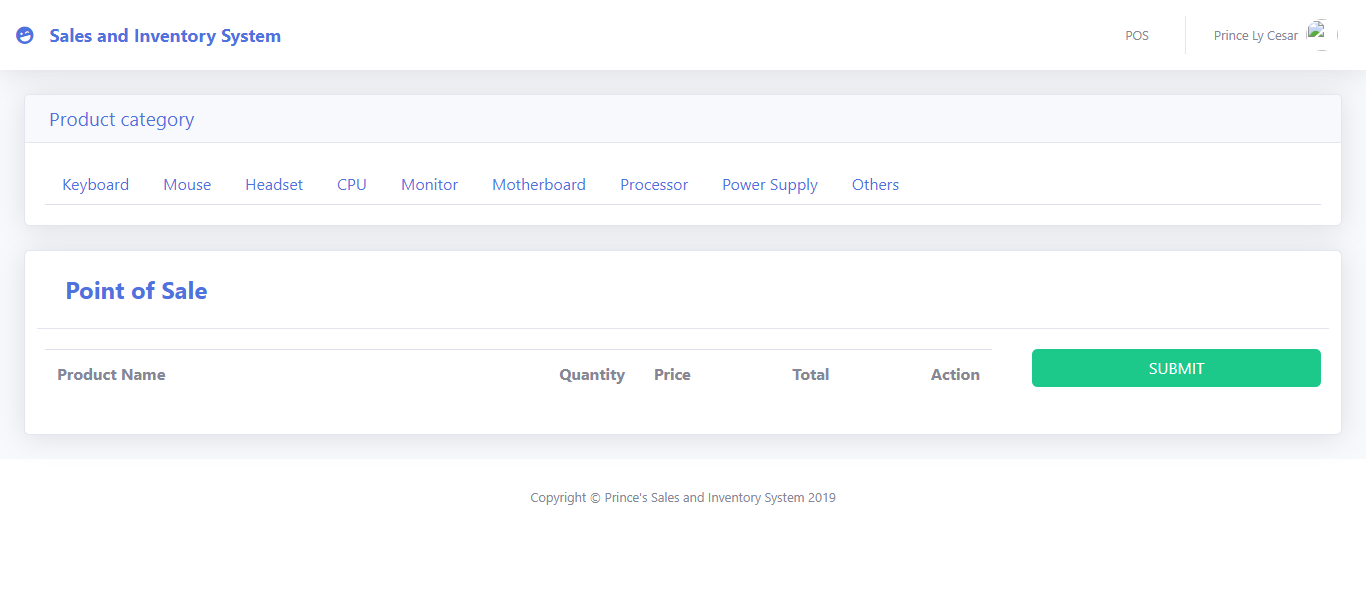 Sales and Inventory System POS Prince Ly Cesar
Product category
Keyboard Mouse Headset CPU Monitor Motherboard Processor Power Supply Others
Point of Sale
Product Name Quantity Price Total Action SUBMIT
Copyright © Prince's Sales and Inventory System 2019